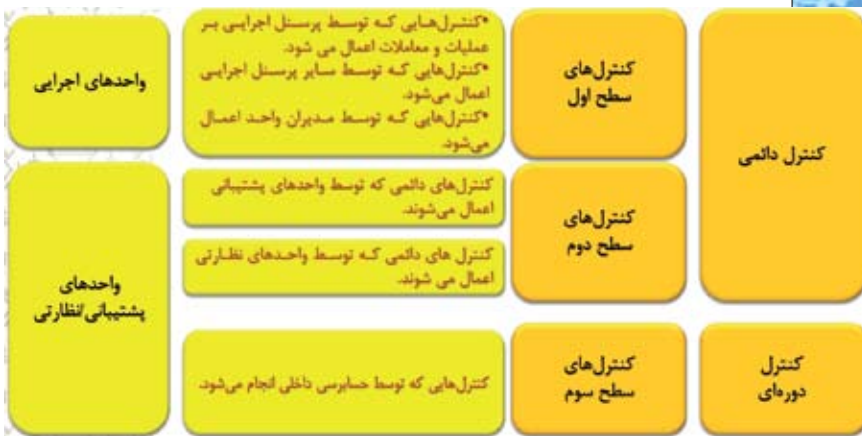 کنترل دائمی
کنترل‌های
سطح اول
•کنترل‌هایی که توسط پرسنل اجرایی بر
عملیات و معاملات اعمال می شود.
•کنترل‌هایی که توسط سایر پرسنل اجرایی
اعمال می‌شود.
•کنترل‌هایی که توسط مدیران واحد اعمال
می‌شود.
واحدهای اجرایی
کنترل‌های
سطح دوم
کنترل‌های دائمی که توسط واحدهای پشتیبانی
اعمال می‌شوند.
کنترل های دائمی که توسط واحدهای نظارتی
اعمال می شوند.
واحدهای
پشتیبانی/نظارتی
کنترل
دوره‌ای
کنترل‌های
سطح سوم
کنترل‌هایی که توسط حسابرسی داخلی انجام می‌شود.